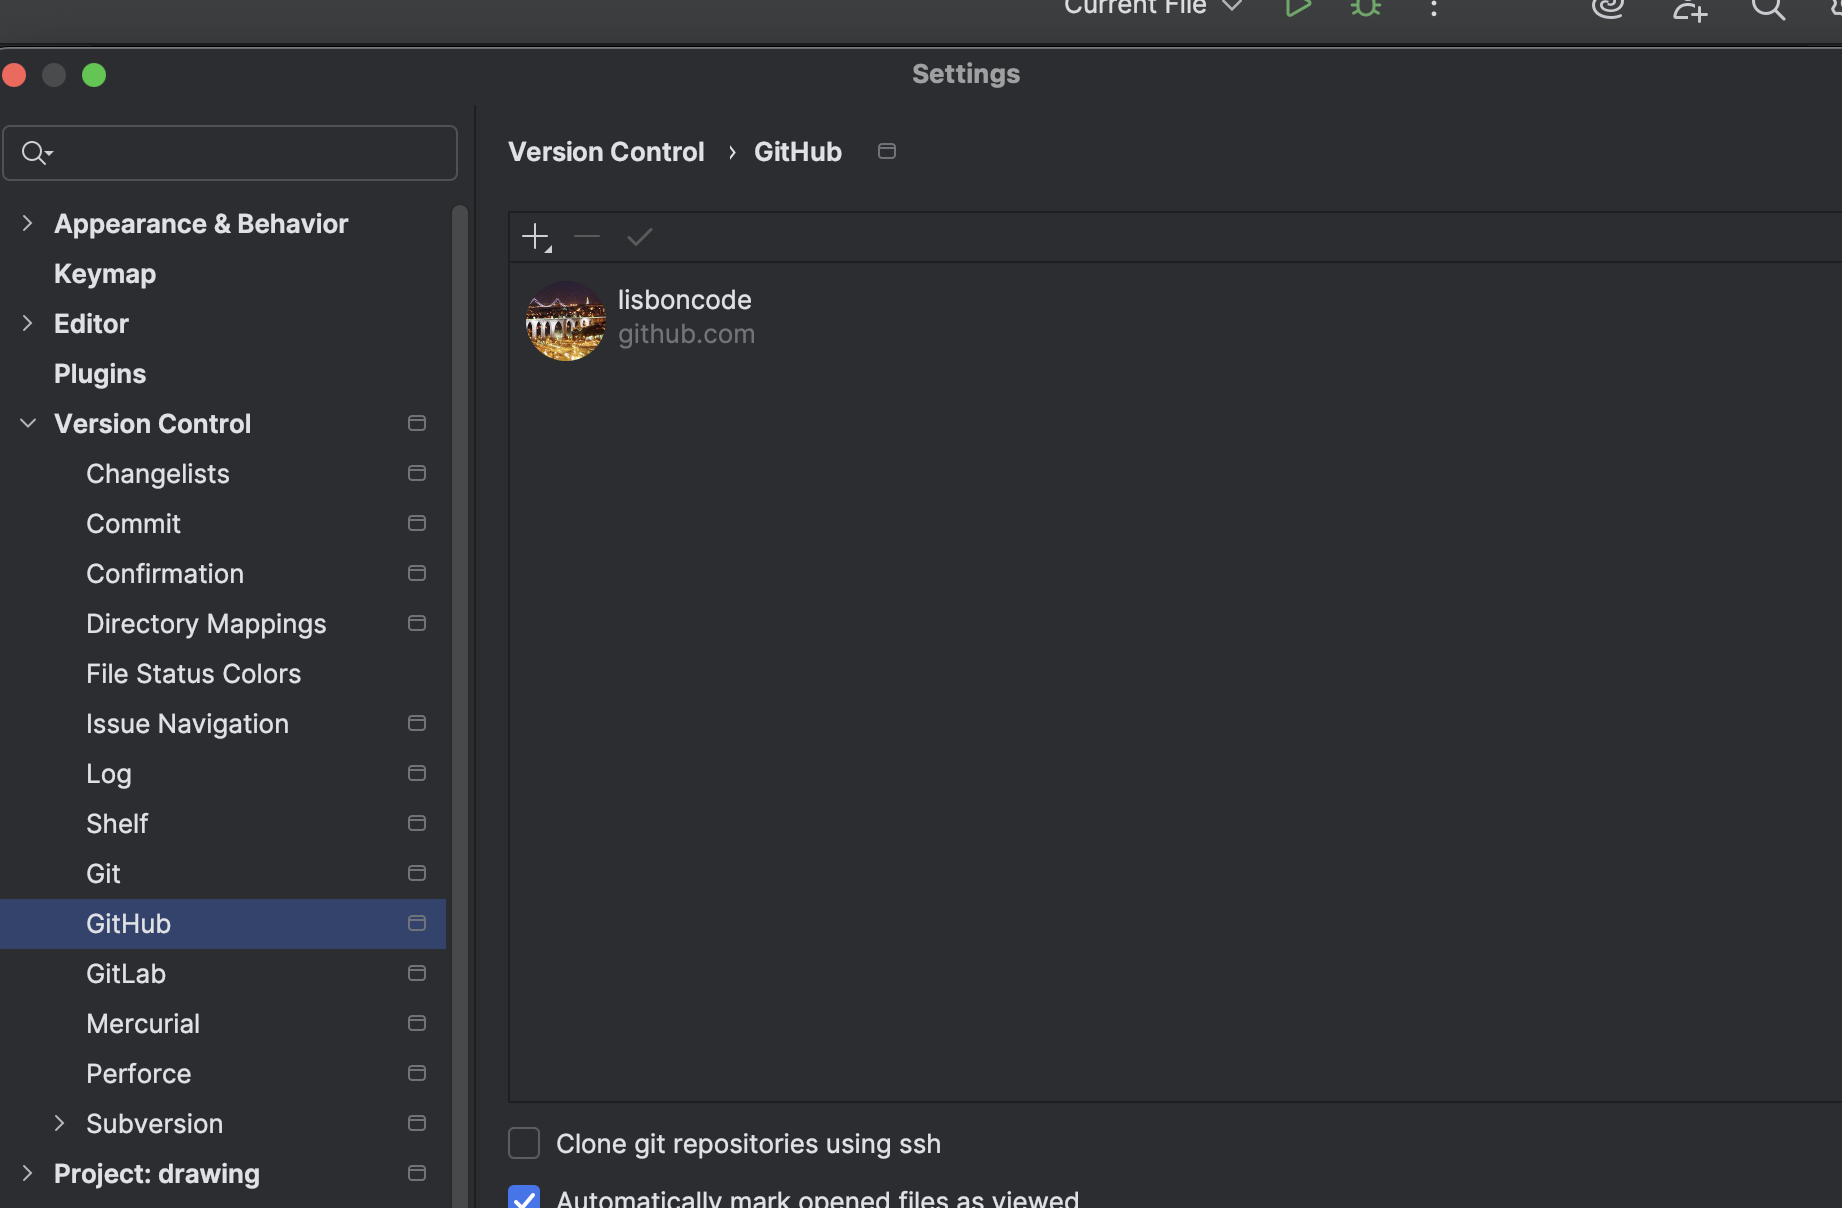 Current File
Settings
Version Control › GitHub
Appearance & Behavior
Keymap
Editor
Plugins
Version Control
Changelists
Commit
Confirmation
Directory Mappings
File Status Colors
Issue Navigation
Log
Shelf
Git
GitHub
GitLab
Mercurial
Perforce
Subversion
Project: drawing
lisboncode
github.com
Clone git repositories using ssh
Automatically mark opened files as viewed